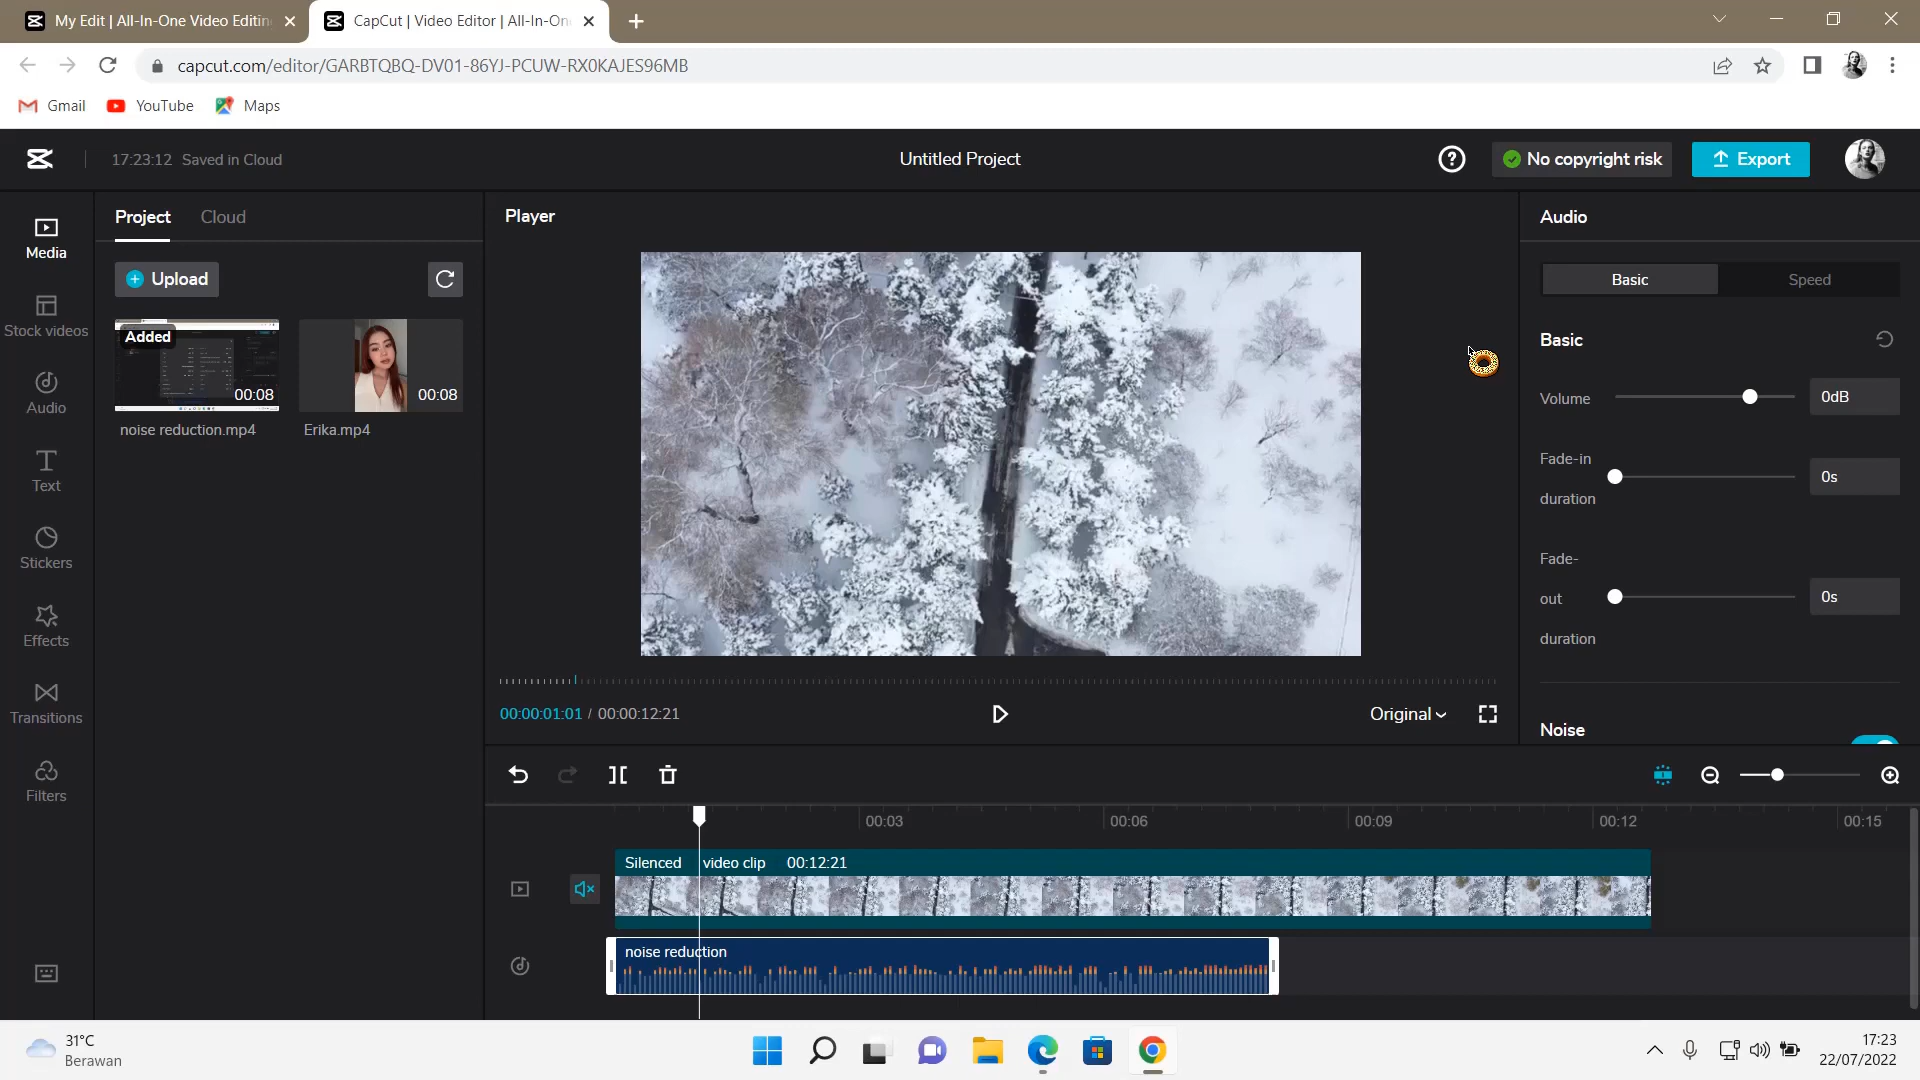 My Edit | All-In-One Video Editin
CapCut | Video Editor | All-In-On
capcut.com/editor/GARBTQBQ-DV01-86YJ-PCUW-RX0KAJES96MB
Gmail
YouTube
Maps
17:23:12 Saved in Cloud
Untitled Project
No copyright risk
Export
Media
Stock videos
Audio
Text
Stickers
Effects
Transitions
Filters
Project
Cloud
Upload
Added
00:08
noise reduction.mp4
00:08
Erika.mp4
Player
00:00:01:01 / 00:00:12:21
Original
Audio
Basic
Speed
Basic
Volume
0dB
Fade-in
duration
0s
Fade-
out
duration
0s
Noise
00:03
00:06
00:09
00:12
00:15
Silenced video clip 00:12:21
noise reduction
31°C
Berawan
17:23
22/07/2022